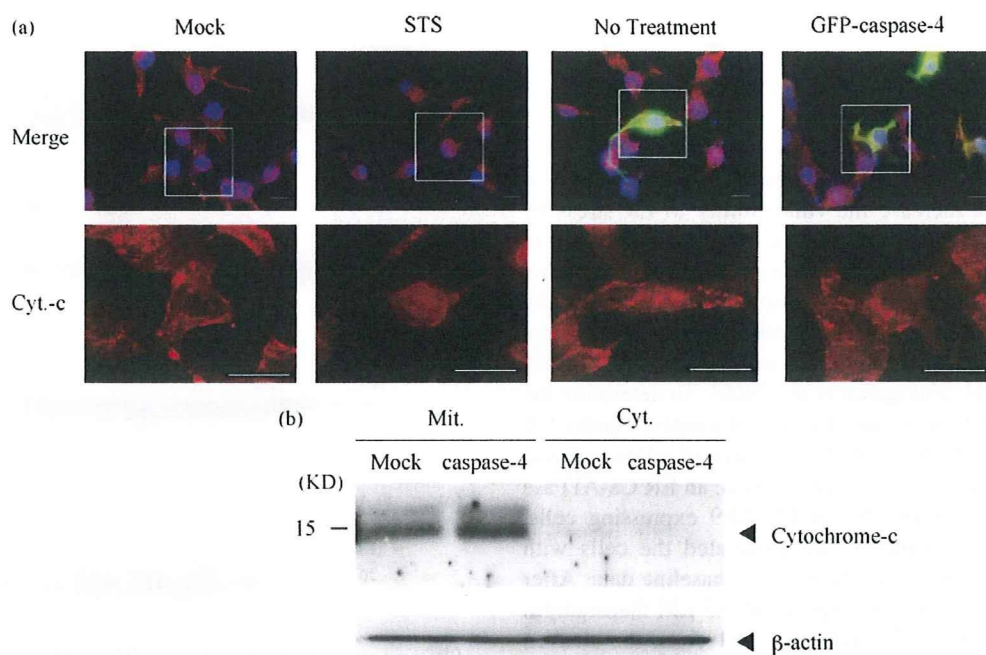 (a)
Mock STS No Treatment GFP-caspase-4
Merge
Cyt.-c
(b)
Mit. Cyt.
Mock caspase-4 Mock caspase-4
(KD)
15
Cytochrome-c
β-actin